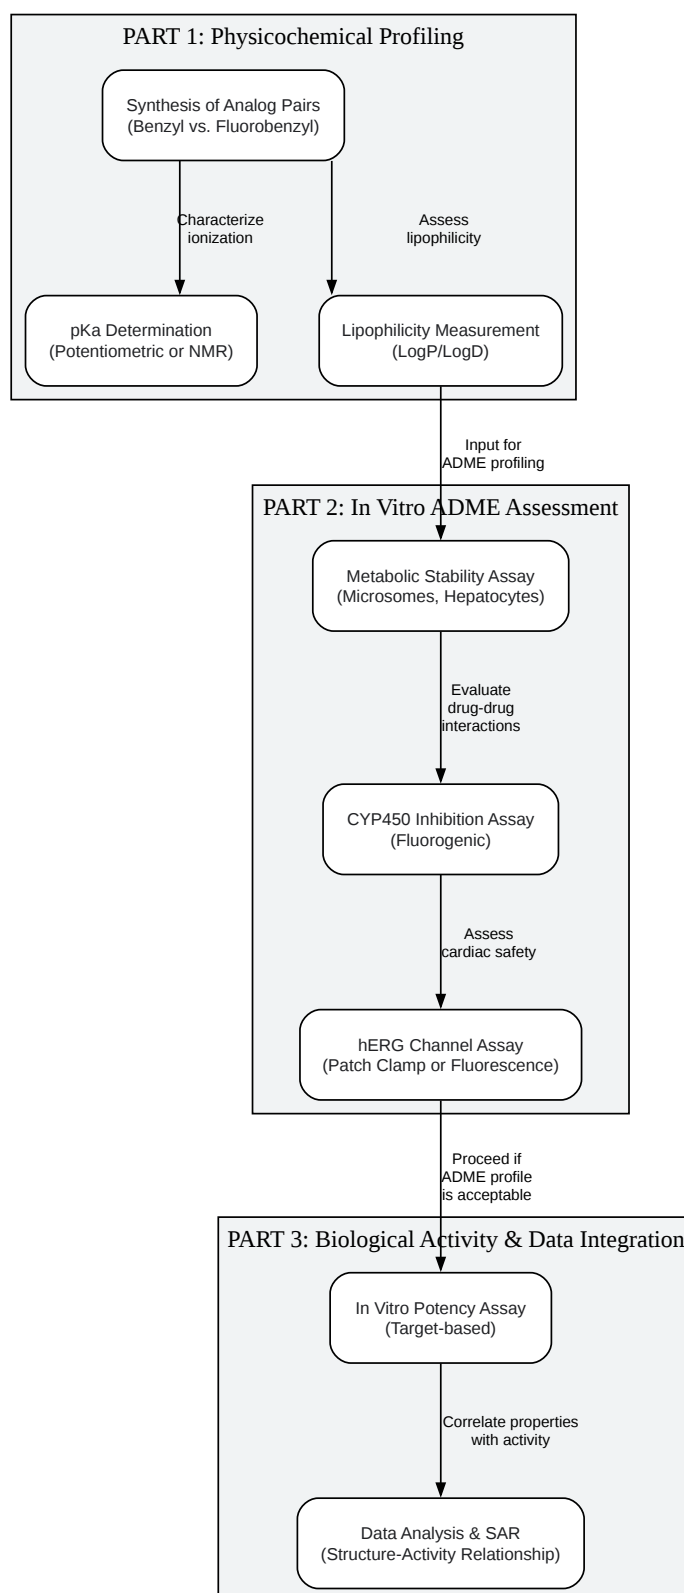 PART 1: Physicochemical Profiling
Synthesis of Analog Pairs
(Benzyl vs. Fluorobenzyl)
Characterize
ionization
Assess
lipophilicity
pKa Determination
(Potentiometric or NMR)
Lipophilicity Measurement
(LogP/LogD)
Input for
ADME profiling
PART 2: In Vitro ADME Assessment
Metabolic Stability Assay
(Microsomes, Hepatocytes)
Evaluate
drug-drug
interactions
CYP450 Inhibition Assay
(Fluorogenic)
Assess
cardiac safety
hERG Channel Assay
(Patch Clamp or Fluorescence)
Proceed if
ADME profile
is acceptable
PART 3: Biological Activity & Data Integration
In Vitro Potency Assay
(Target-based)
Correlate properties
with activity
Data Analysis & SAR
(Structure-Activity Relationship)